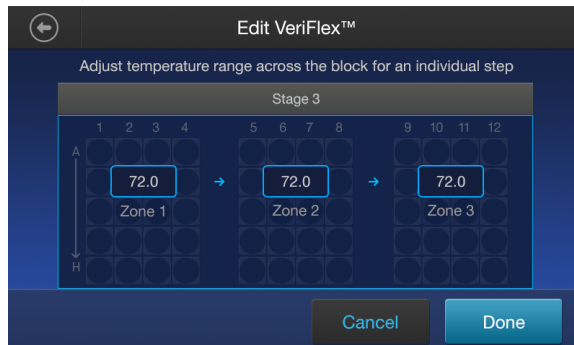 Edit VeriFlex™
Adjust temperature range across the block for an individual step
Stage 3
1 2 3 4 5 6 7 8 9 10 11 12
A
72.0 → 72.0 → 72.0
Zone 1 Zone 2 Zone 3
H
Cancel Done